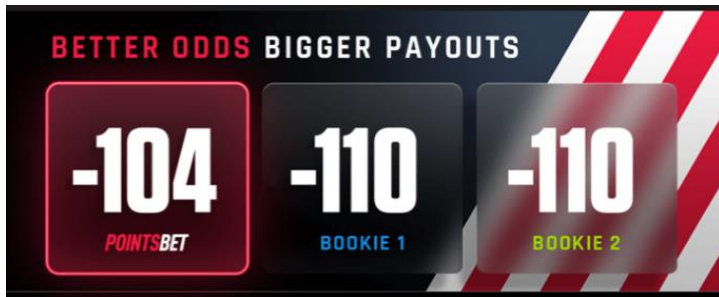 BETTER ODDS BIGGER PAYOUTS
-104 -110 -110
POINTSBET BOOKIE 1 BOOKIE 2